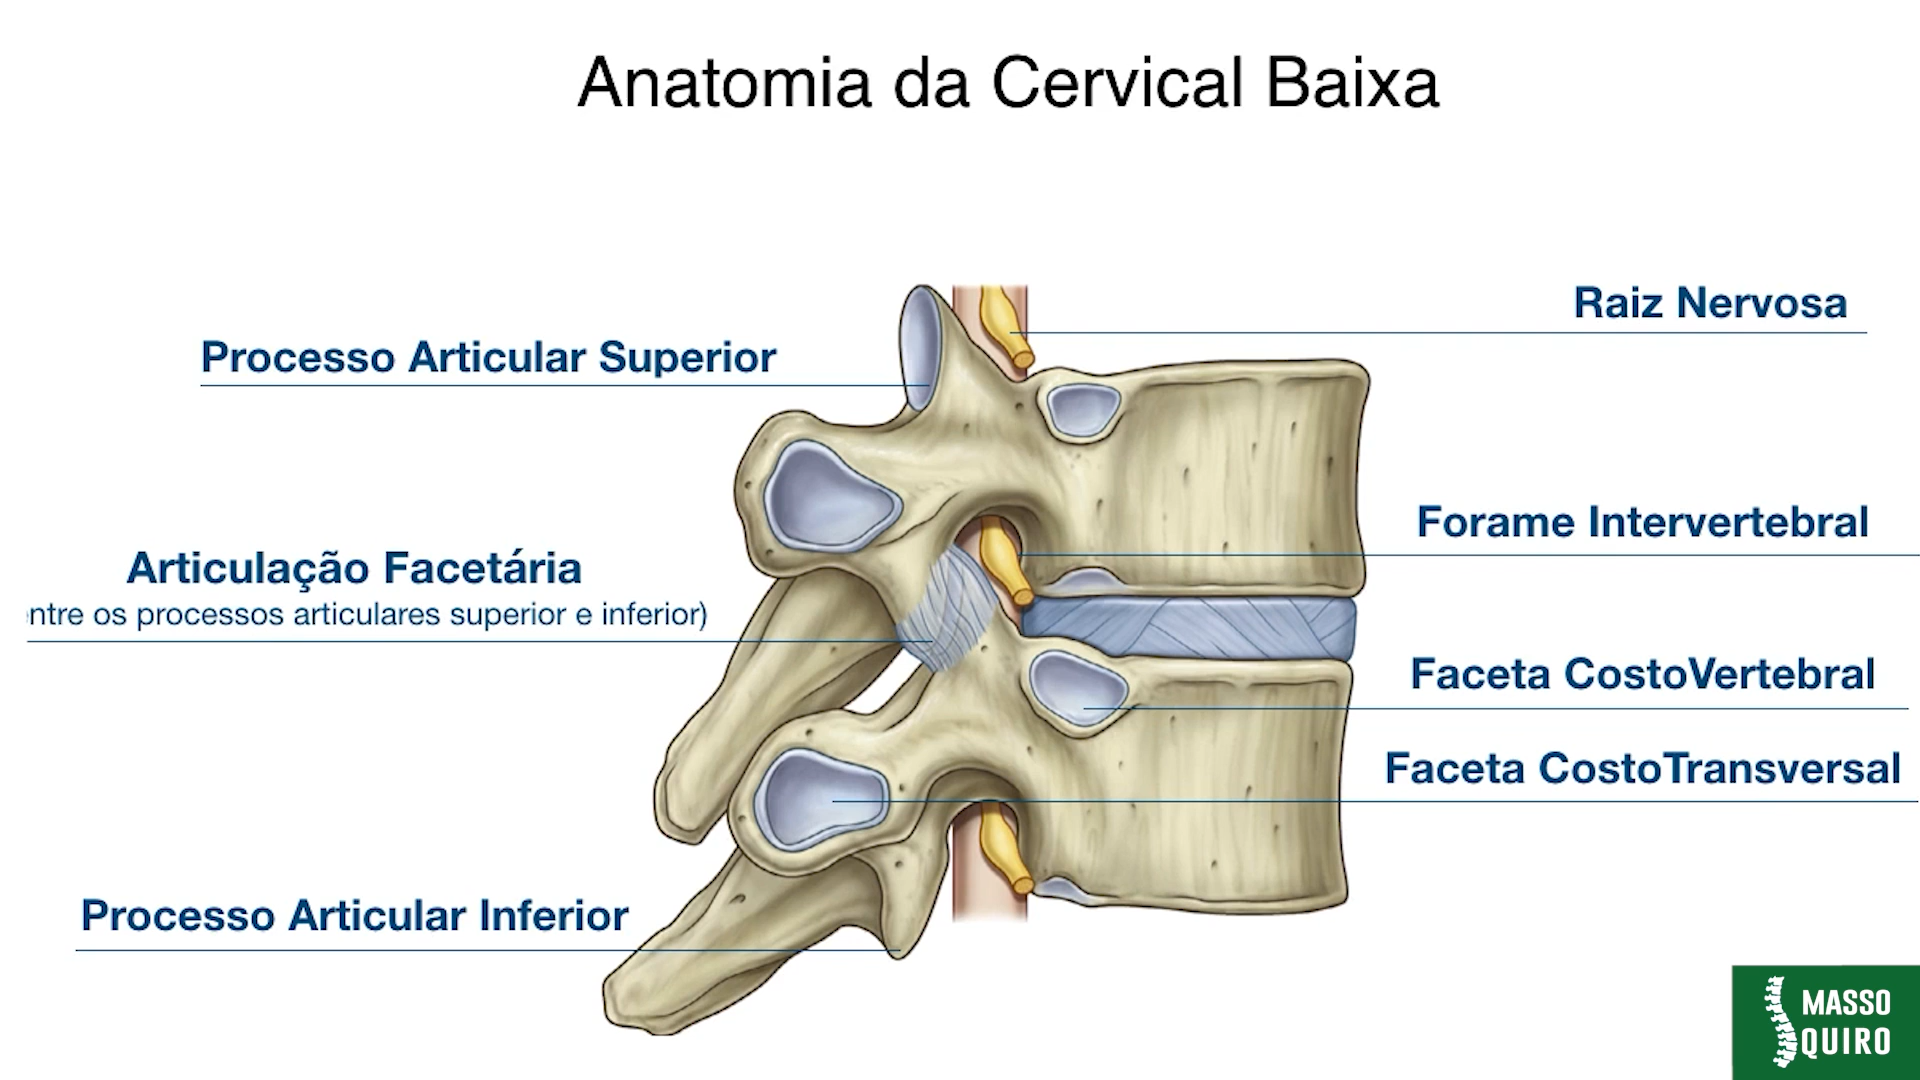 Anatomia da Cervical Baixa
Raiz Nervosa
Processo Articular Superior
Forame Intervertebral
Articulação Facetária
ntre os processos articulares superior e inferior)
Faceta CostoVertebral
Faceta CostoTransversal
Processo Articular Inferior
MASSO
QUIRO